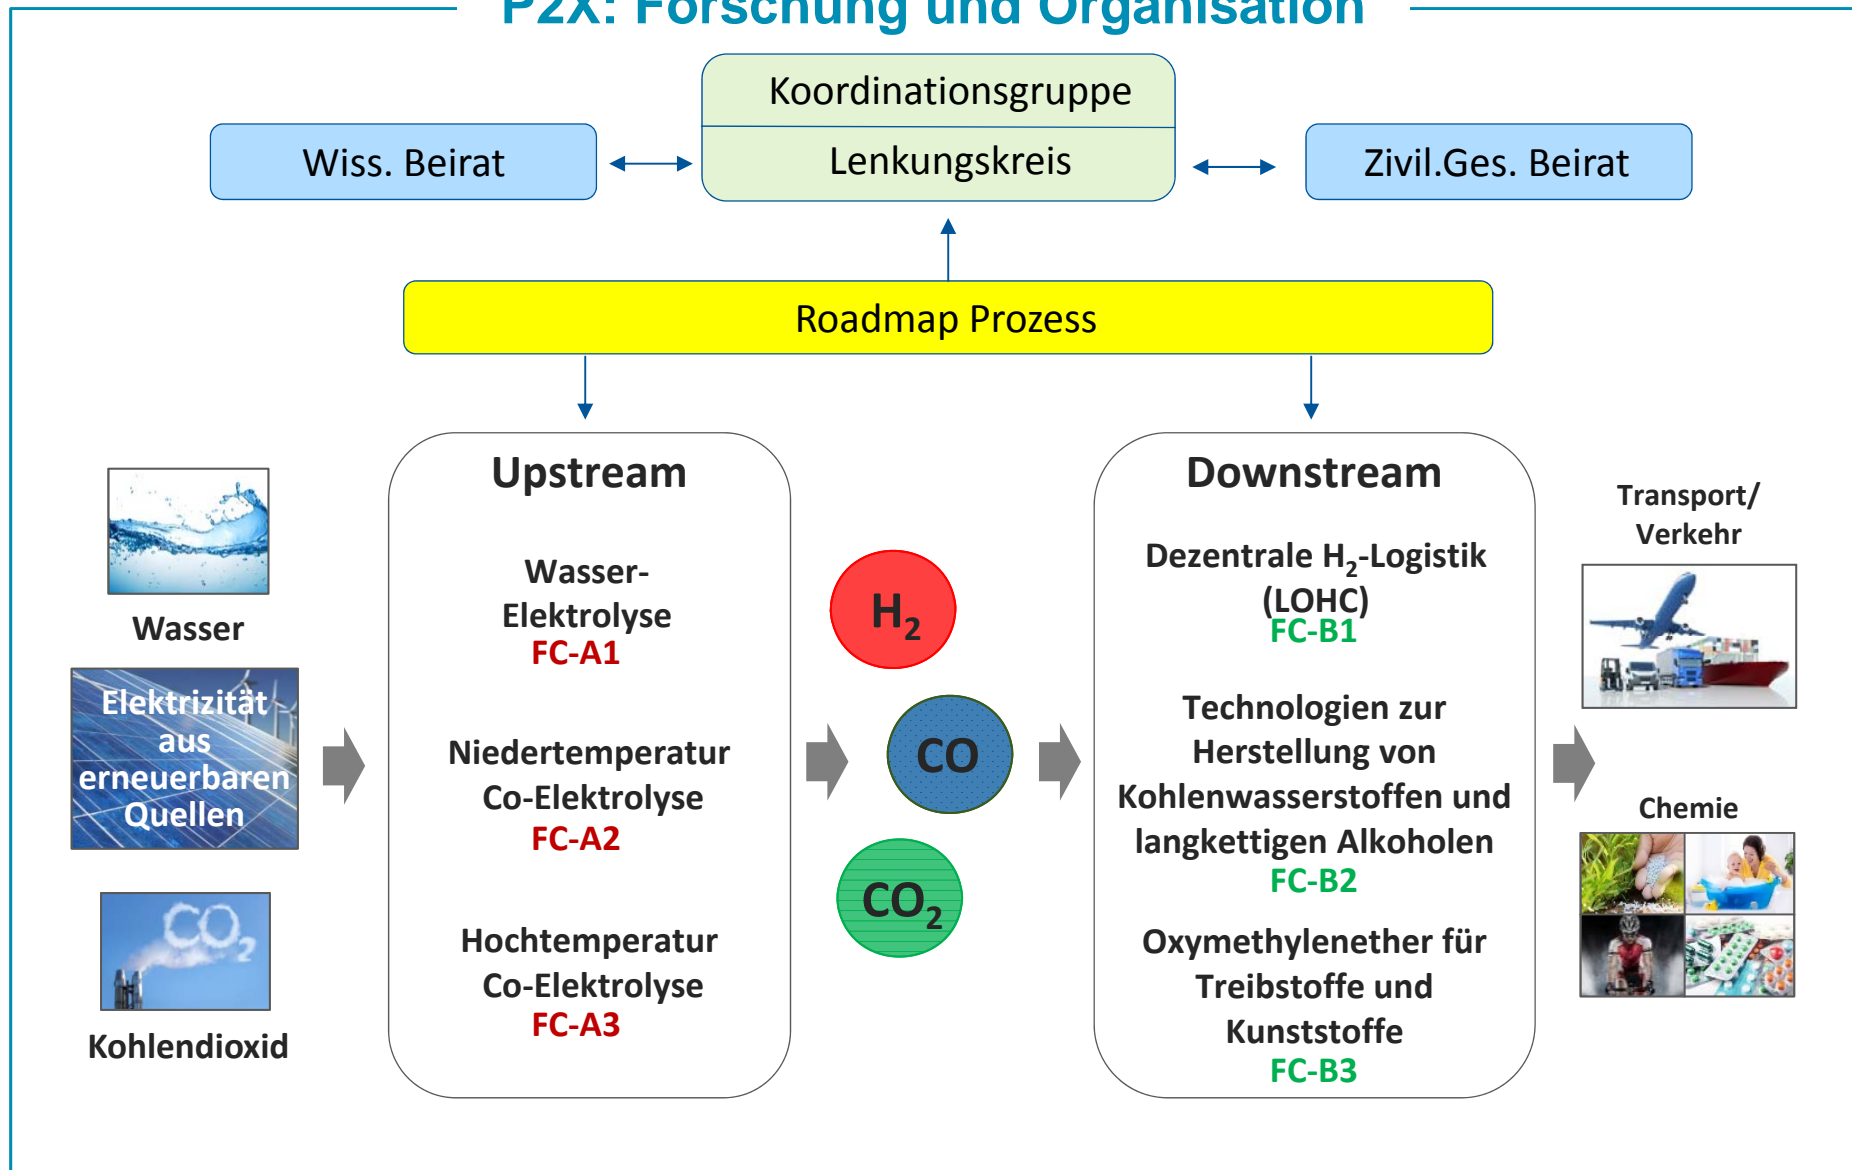 P2X: Forschung und Organisation
Koordinationsgruppe
Lenkungskreis
Wiss. Beirat
Zivil.Ges. Beirat
Roadmap Prozess
Wasser
Elektrizität
aus
erneuerbaren
Quellen
CO2
Kohlendioxid
Upstream
Wasser-
Elektrolyse
FC-A1
Niedertemperatur
Co-Elektrolyse
FC-A2
Hochtemperatur
Co-Elektrolyse
FC-A3
H₂
CO
CO₂
Downstream
Dezentrale H₂-Logistik
(LOHC)
FC-B1
Technologien zur
Herstellung von
Kohlenwasserstoffen und
langkettigen Alkoholen
FC-B2
Oxymethylenether für
Treibstoffe und
Kunststoffe
FC-B3
Transport/
Verkehr
Chemie